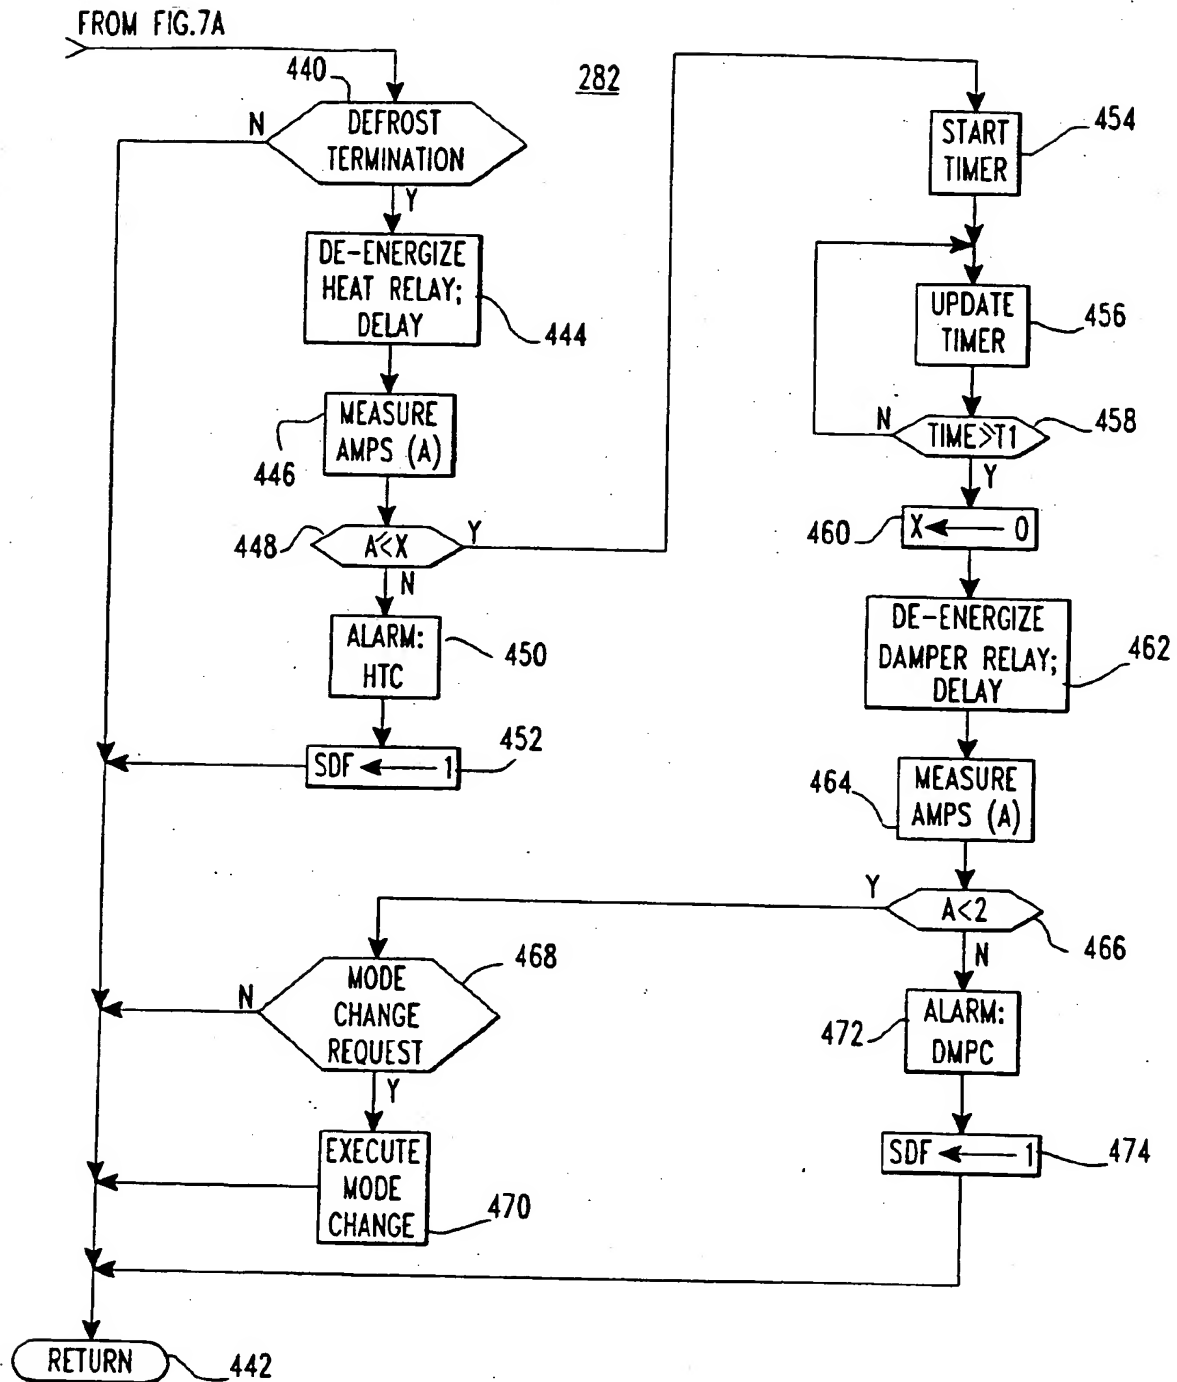 FROM FIG.7A
282
440
DEFROST
TERMINATION
N
Y
DE-ENERGIZE
HEAT RELAY;
DELAY
444
MEASURE
AMPS (A)
446
448
A≤X
Y
N
ALARM:
HTC
450
SDF ← 1
452
START
TIMER
454
UPDATE
TIMER
456
TIME≥T1
458
N
Y
X ← 0
460
DE-ENERGIZE
DAMPER RELAY;
DELAY
462
MEASURE
AMPS (A)
464
A<2
466
Y
N
MODE
CHANGE
REQUEST
468
N
Y
EXECUTE
MODE
CHANGE
470
ALARM:
DMPC
472
SDF ← 1
474
RETURN
442